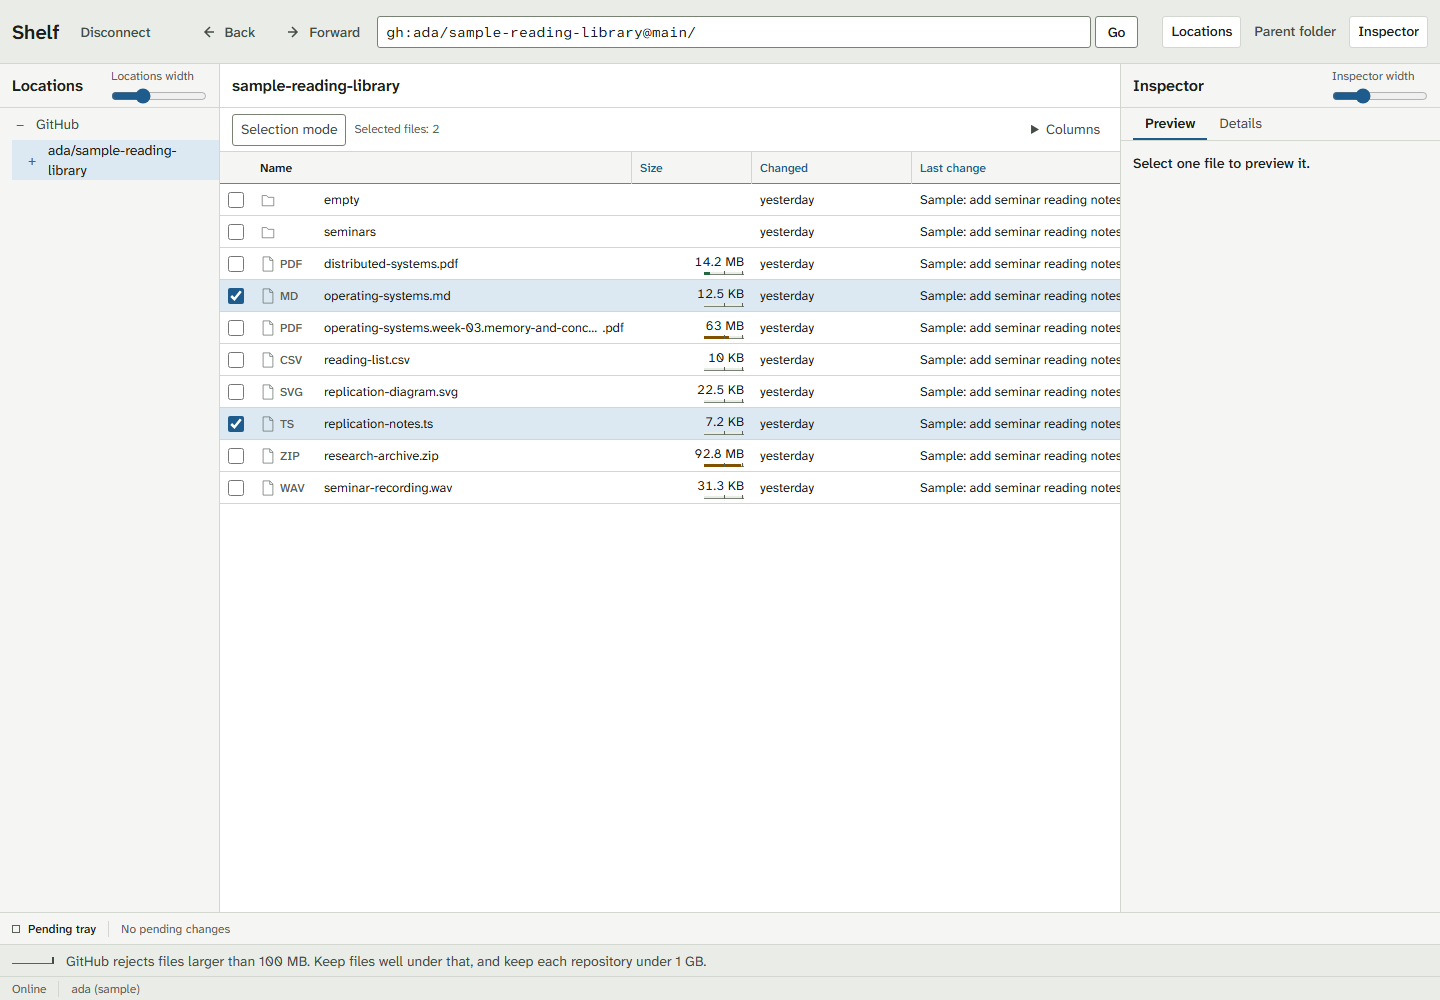 Shelf Disconnect Back Forward gh:ada/sample-reading-library@main/ Go Locations Parent folder Inspector
Locations Locations width
– GitHub
+ ada/sample-reading-
library
sample-reading-library
Selection mode Selected files: 2 Columns
Name Size Changed Last change
empty yesterday Sample: add seminar reading notes
seminars yesterday Sample: add seminar reading notes
PDF distributed-systems.pdf 14.2 MB yesterday Sample: add seminar reading notes
MD operating-systems.md 12.5 KB yesterday Sample: add seminar reading notes
PDF operating-systems.week-03.memory-and-conc... .pdf 63 MB yesterday Sample: add seminar reading notes
CSV reading-list.csv 10 KB yesterday Sample: add seminar reading notes
SVG replication-diagram.svg 22.5 KB yesterday Sample: add seminar reading notes
TS replication-notes.ts 7.2 KB yesterday Sample: add seminar reading notes
ZIP research-archive.zip 92.8 MB yesterday Sample: add seminar reading notes
WAV seminar-recording.wav 31.3 KB yesterday Sample: add seminar reading notes
Inspector Inspector width
Preview Details
Select one file to preview it.
Pending tray No pending changes
GitHub rejects files larger than 100 MB. Keep files well under that, and keep each repository under 1 GB.
Online ada (sample)